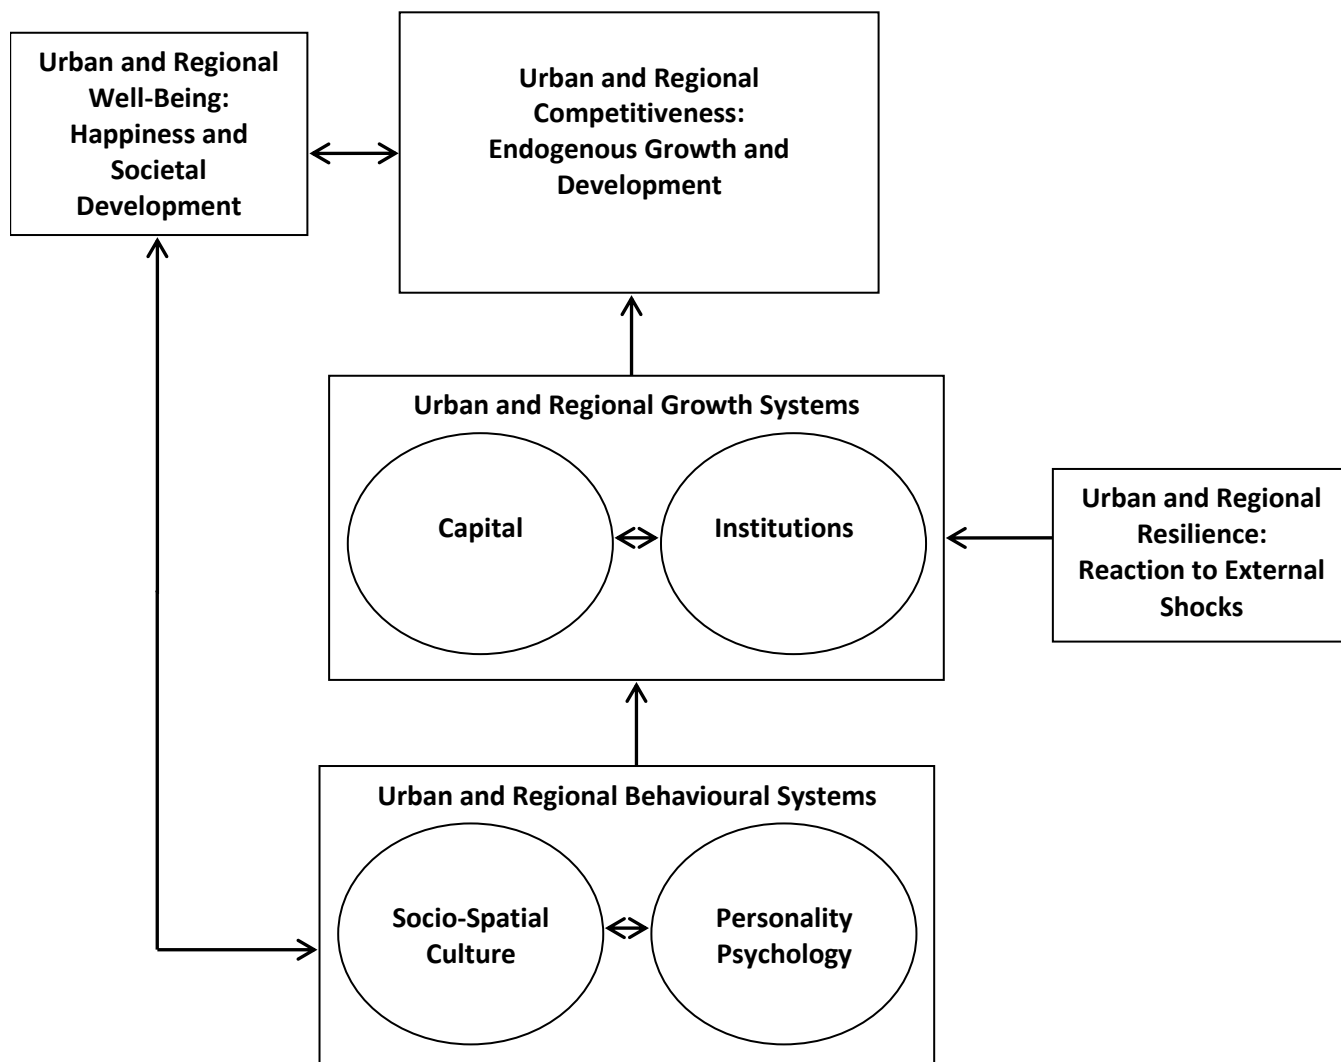 Urban and Regional
Well-Being:
Happiness and
Societal
Development
Urban and Regional
Competitiveness:
Endogenous Growth and
Development
Urban and Regional Growth Systems
Capital
Institutions
Urban and Regional
Resilience:
Reaction to External
Shocks
Urban and Regional Behavioural Systems
Socio-Spatial
Culture
Personality
Psychology